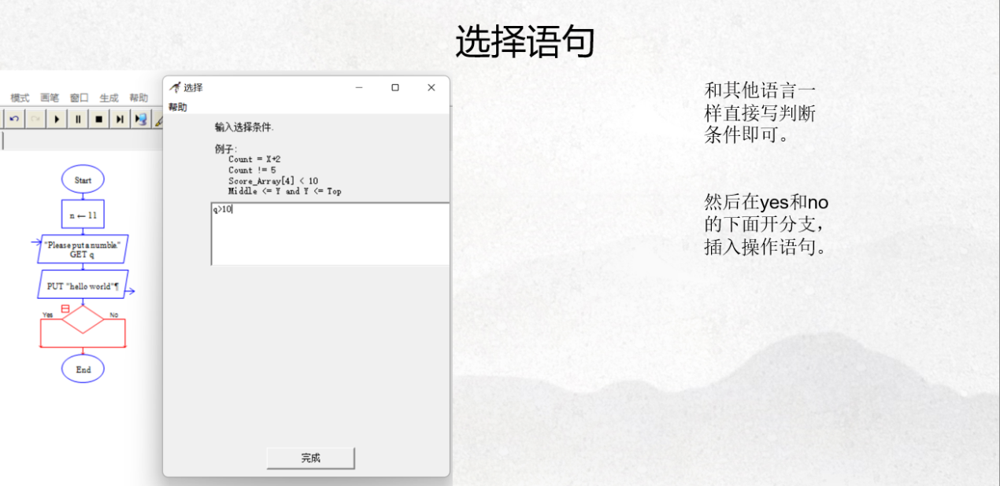 选择语句
模式 画笔 窗口 生成 帮助
Start
n ← 11
"Please put a numble."
GET q
PUT "hello world"¶
Yes
No
End
选择
帮助
输入选择条件.
例子:
Count = X+2
Count != 5
Score_Array[4] < 10
Middle <= Y and Y <= Top
q>10
完成
和其他语言一
样直接写判断
条件即可。
然后在yes和no
的下面开分支，
插入操作语句。